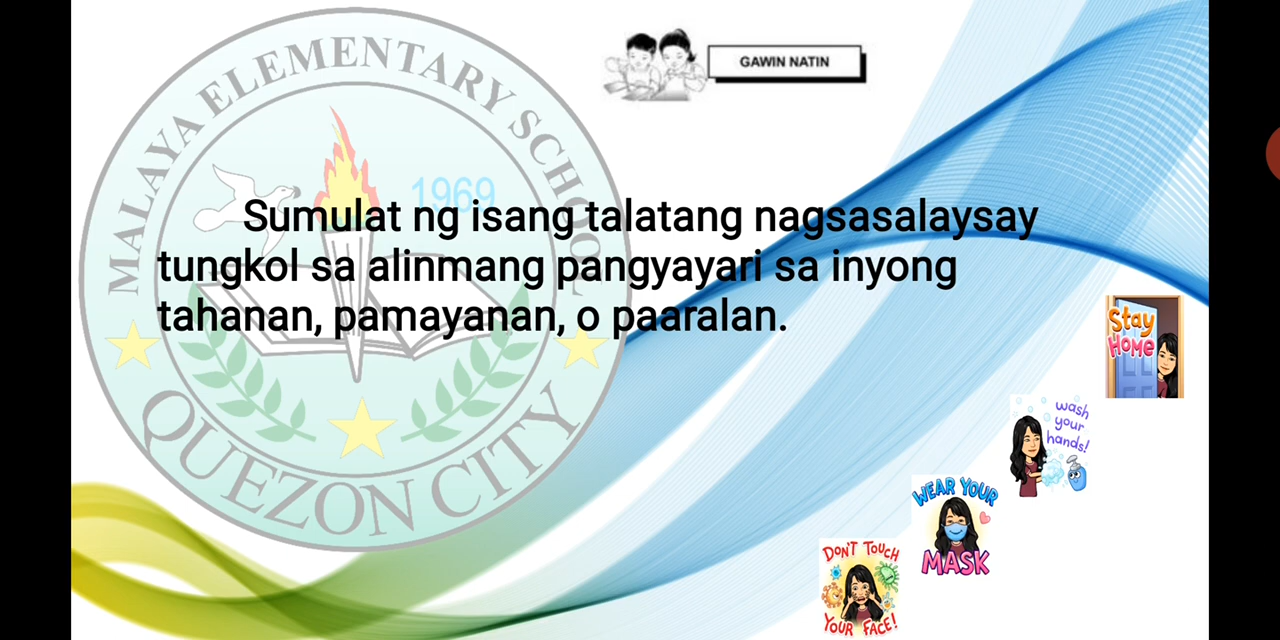 GAWIN NATIN
MALAYA ELEMENTARY SCHOOL
1969
Sumulat ng isang talatang nagsasalaysay
tungkol sa alinmang pangyayari sa inyong
tahanan, pamayanan, o paaralan.
QUEZON CITY
Stay
HOME
wash
your
hands!
WEAR YOUR
MASK
DON'T TOUCH
YOUR FACE!